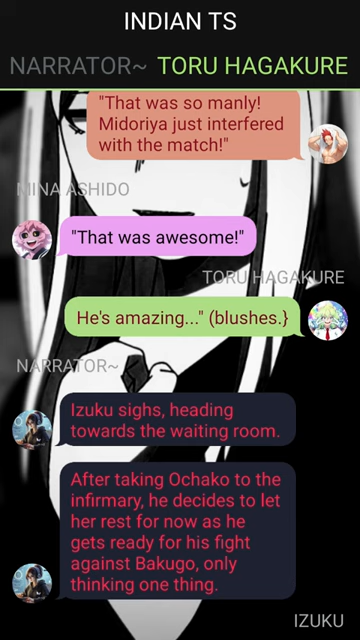 INDIAN TS
NARRATOR~ TORU HAGAKURE
"That was so manly!
Midoriya just interfered
with the match!"
MINA ASHIDO
"That was awesome!"
TORU HAGAKURE
He's amazing..." (blushes.}
NARRATOR~
Izuku sighs, heading
towards the waiting room.
After taking Ochako to the
infirmary, he decides to let
her rest for now as he
gets ready for his fight
against Bakugo, only
thinking one thing.
IZUKU